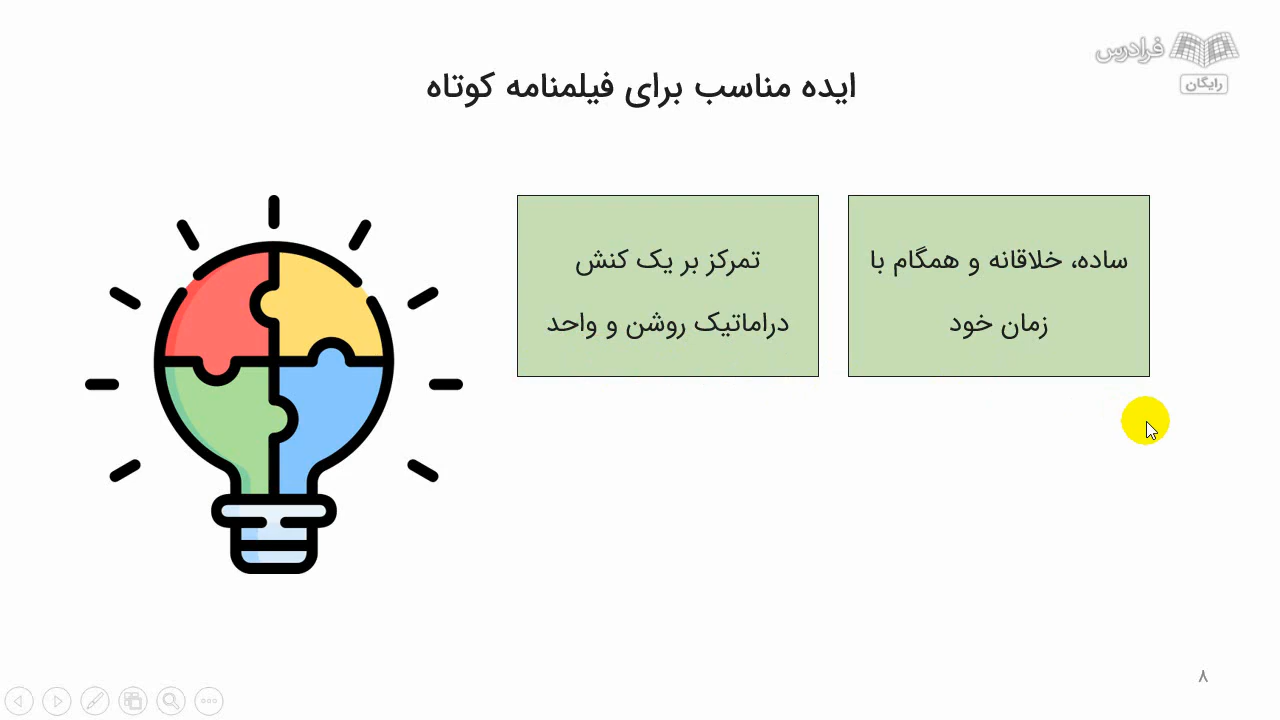 فرادرس
رایگان
ایده مناسب برای فیلمنامه کوتاه
ساده، خلاقانه و همگام با
زمان خود
تمرکز بر یک کنش
دراماتیک روشن و واحد
۸